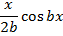 x/2b cos bx